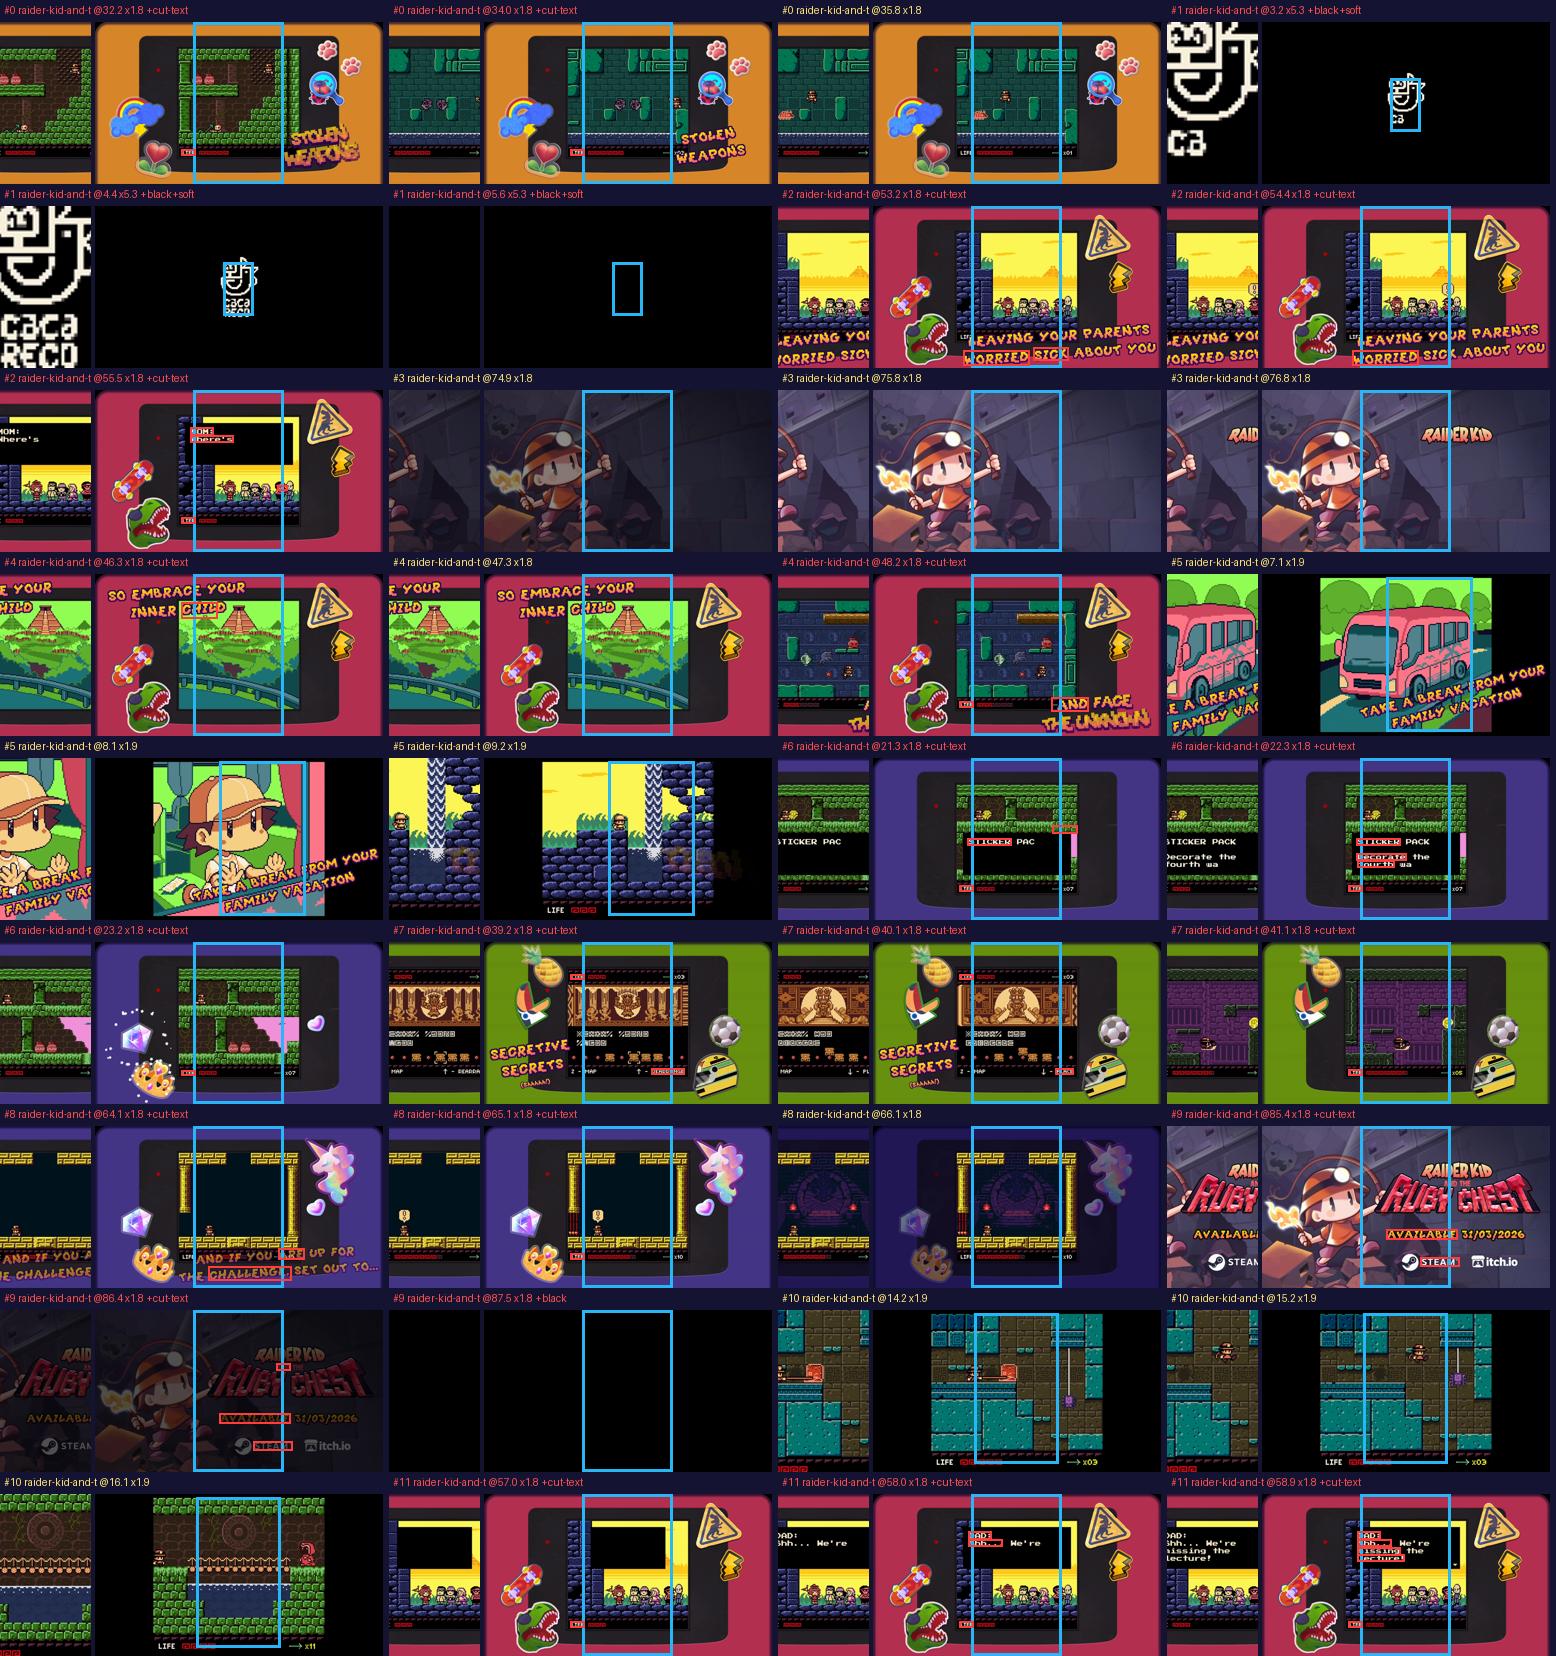 #0 raider-kid-and-t @32.2 x1.8 +cut-text
#0 raider-kid-and-t @34.0 x1.8 +cut-text
#0 raider-kid-and-t @35.8 x1.8
#1 raider-kid-and-t @3.2 x5.3 +black+soft
STOLEN WEAPONS
STOLEN WEAPONS
LIFE x01
#1 raider-kid-and-t @4.4 x5.3 +black+soft
#1 raider-kid-and-t @5.6 x5.3 +black+soft
#2 raider-kid-and-t @53.2 x1.8 +cut-text
#2 raider-kid-and-t @54.4 x1.8 +cut-text
caca
RECO
LEAVING YOUR PARENTS
WORRIED SICK ABOUT YOU
LEAVING YOUR PARENTS
WORRIED SICK ABOUT YOU
#2 raider-kid-and-t @55.5 x1.8 +cut-text
#3 raider-kid-and-t @74.9 x1.8
#3 raider-kid-and-t @75.8 x1.8
#3 raider-kid-and-t @76.8 x1.8
MOM:
Where's
RAIDER KID
#4 raider-kid-and-t @46.3 x1.8 +cut-text
#4 raider-kid-and-t @47.3 x1.8
#4 raider-kid-and-t @48.2 x1.8 +cut-text
#5 raider-kid-and-t @7.1 x1.9
SO EMBRACE YOUR
INNER CHILD
SO EMBRACE YOUR
INNER CHILD
AND FACE
THE UNKNOWN
TAKE A BREAK FROM YOUR
FAMILY VACATION
#5 raider-kid-and-t @8.1 x1.9
#5 raider-kid-and-t @9.2 x1.9
#6 raider-kid-and-t @21.3 x1.8 +cut-text
#6 raider-kid-and-t @22.3 x1.8 +cut-text
TAKE A BREAK FROM YOUR
FAMILY VACATION
LIFE
STICKER PAC
STICKER PACK
Decorate the
fourth wa
#6 raider-kid-and-t @23.2 x1.8 +cut-text
#7 raider-kid-and-t @39.2 x1.8 +cut-text
#7 raider-kid-and-t @40.1 x1.8 +cut-text
#7 raider-kid-and-t @41.1 x1.8 +cut-text
SECRETIVE
SECRETS
SECRETIVE
SECRETS
#8 raider-kid-and-t @64.1 x1.8 +cut-text
#8 raider-kid-and-t @65.1 x1.8 +cut-text
#8 raider-kid-and-t @66.1 x1.8
#9 raider-kid-and-t @85.4 x1.8 +cut-text
AND IF YOU ARE UP FOR
THE CHALLENGE, SET OUT TO...
RAIDER KID
AND THE
RUBY CHEST
AVAILABLE 31/03/2026
STEAM itch.io
#9 raider-kid-and-t @86.4 x1.8 +cut-text
#9 raider-kid-and-t @87.5 x1.8 +black
#10 raider-kid-and-t @14.2 x1.9
#10 raider-kid-and-t @15.2 x1.9
RAIDER KID
AND THE
RUBY CHEST
AVAILABLE 31/03/2026
STEAM itch.io
LIFE x03
LIFE x03
#10 raider-kid-and-t @16.1 x1.9
#11 raider-kid-and-t @57.0 x1.8 +cut-text
#11 raider-kid-and-t @58.0 x1.8 +cut-text
#11 raider-kid-and-t @58.9 x1.8 +cut-text
LIFE x11
DAD:
Shh... We're
DAD:
Shh... We're
missing the
lecture!